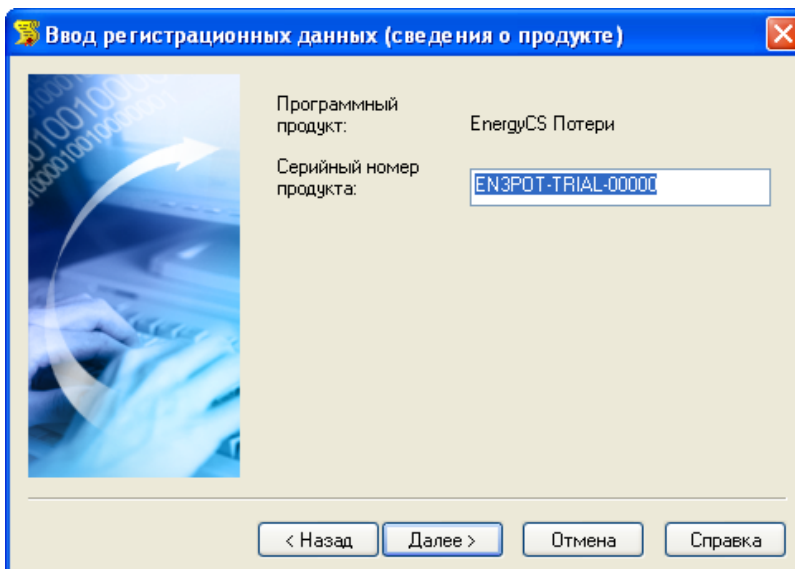 Ввод регистрационных данных (сведения о продукте)
Программный
продукт:
EnergyCS Потери
Серийный номер
продукта:
EN3POT-TRIAL-00000
< Назад
Далее >
Отмена
Справка